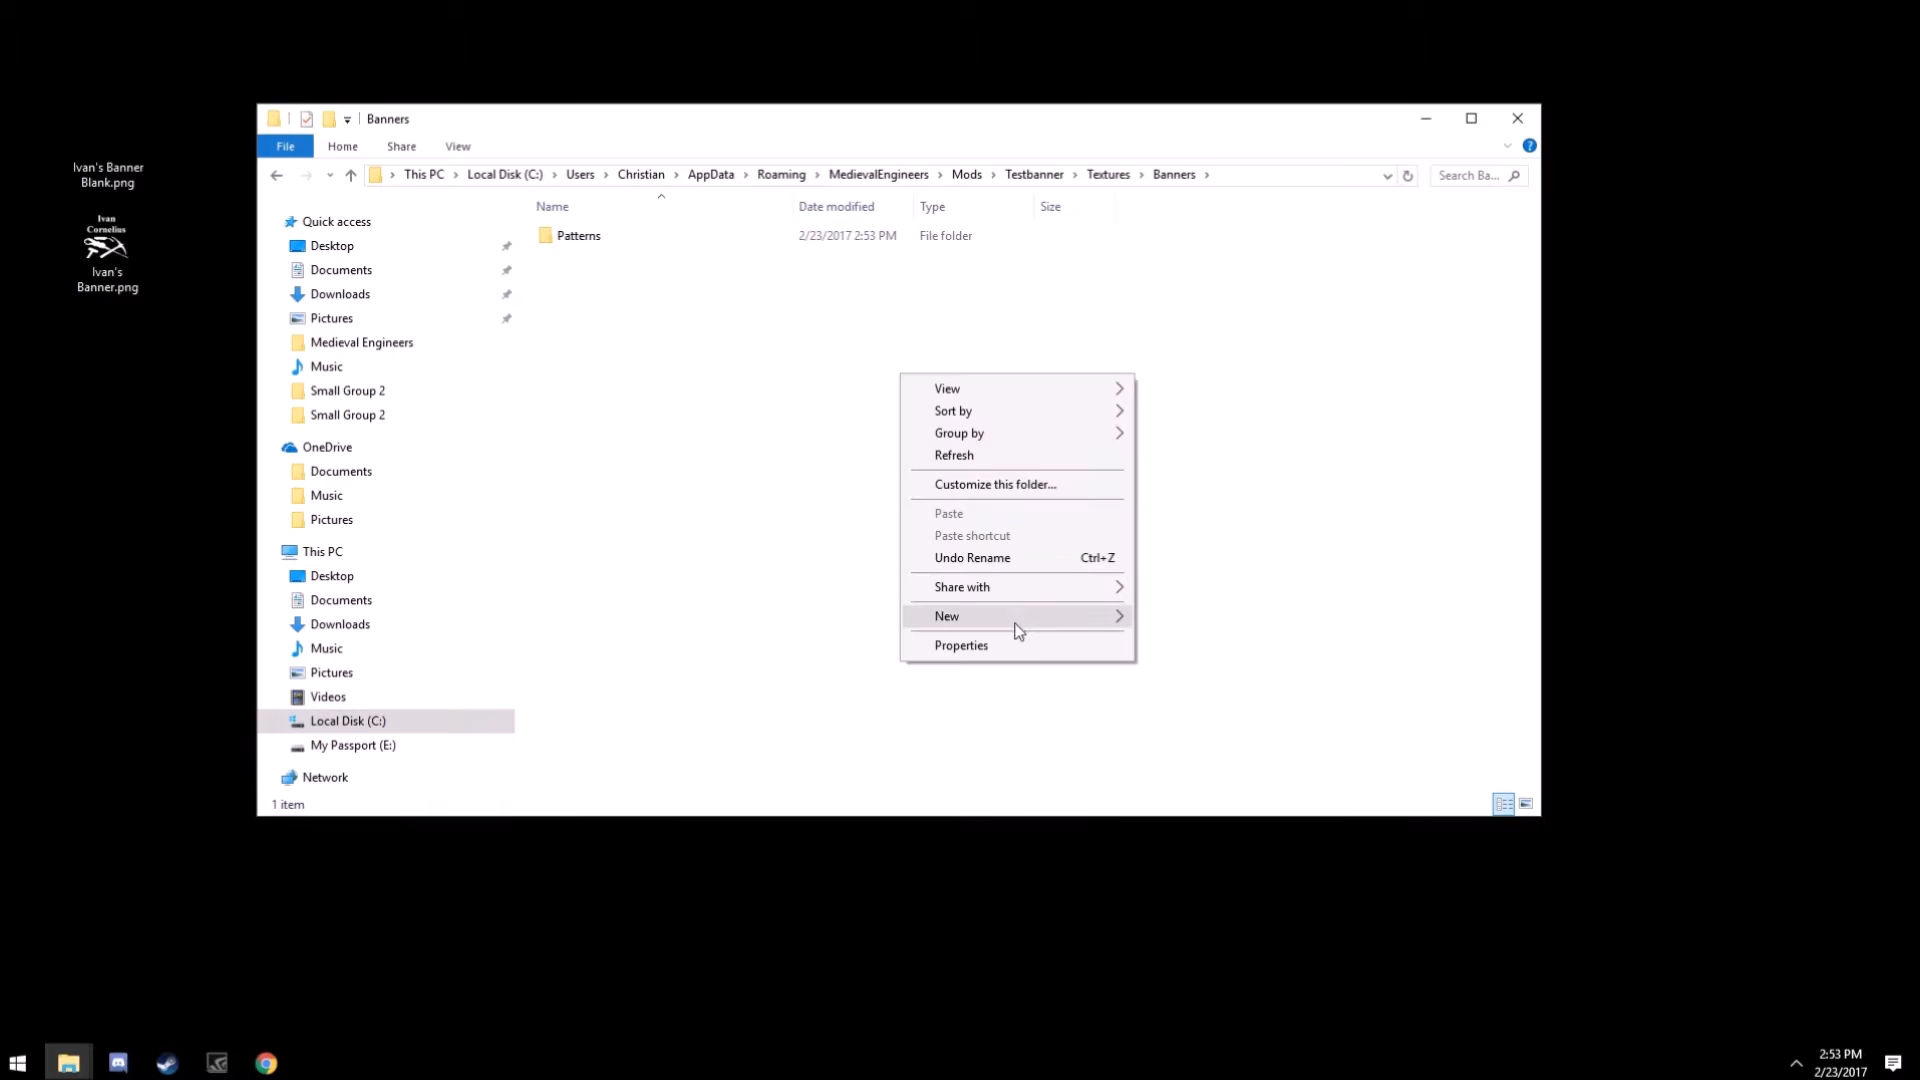 Banners
File Home Share View
This PC Local Disk (C:) Users Christian AppData Roaming MedievalEngineers Mods Testbanner Textures Banners
Search Ba...
Name Date modified Type Size
Patterns 2/23/2017 2:53 PM File folder
Quick access
Desktop
Documents
Downloads
Pictures
Medieval Engineers
Music
Small Group 2
Small Group 2
OneDrive
Documents
Music
Pictures
This PC
Desktop
Documents
Downloads
Music
Pictures
Videos
Local Disk (C:)
My Passport (E:)
Network
1 item
View
Sort by
Group by
Refresh
Customize this folder...
Paste
Paste shortcut
Undo Rename Ctrl+Z
Share with
New
Properties
Ivan's Banner
Blank.png
Ivan
Cornelius
Ivan's
Banner.png
2:53 PM
2/23/2017